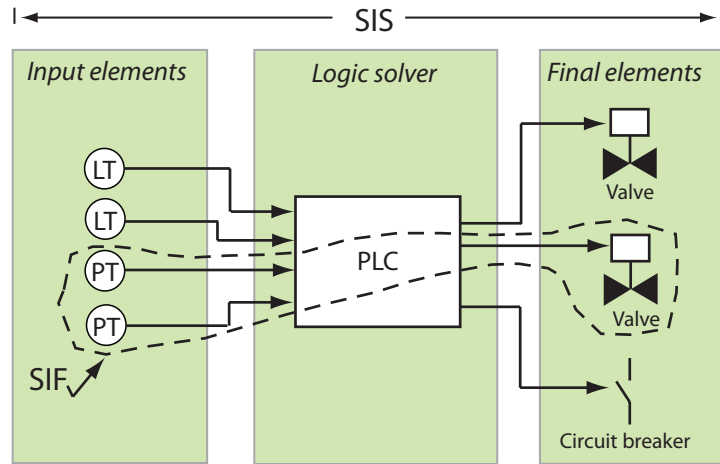 SIS
Input elements
Logic solver
Final elements
LT
LT
PT
PT
PLC
Valve
Valve
SIF
Circuit breaker